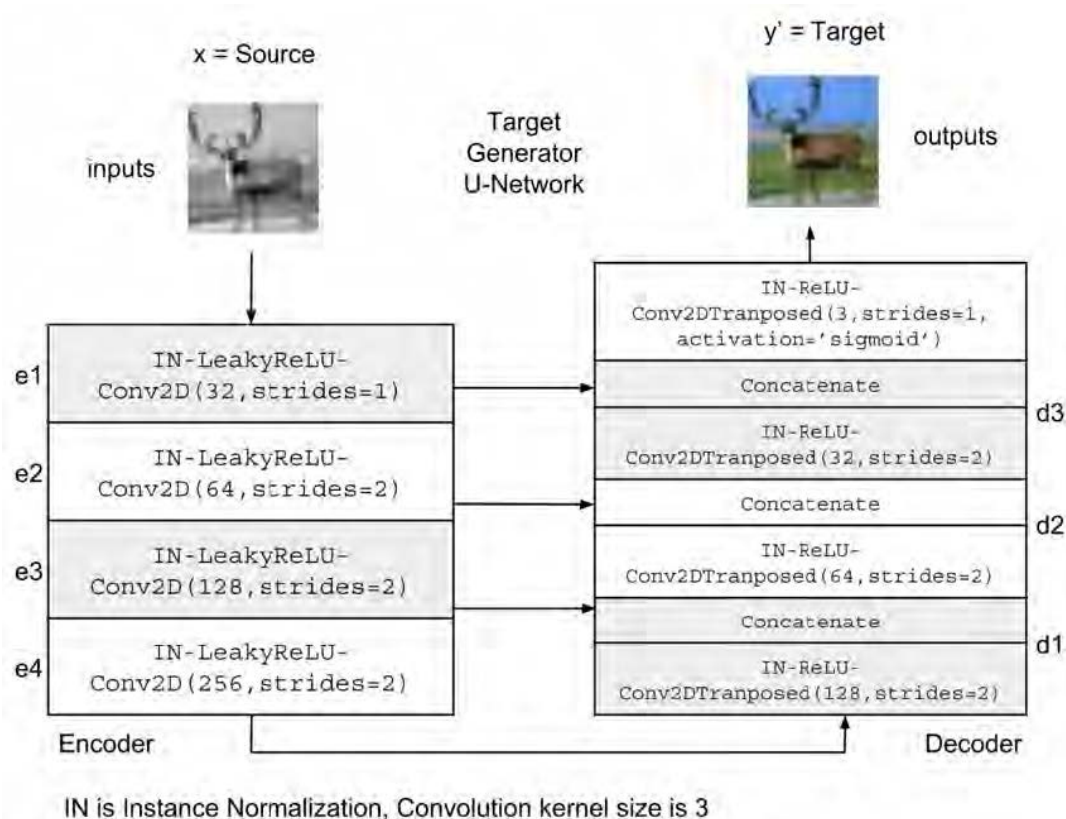 x = Source
y' = Target
inputs
Target
Generator
U-Network
outputs
e1
IN-LeakyReLU-
Conv2D(32,strides=1)
e2
IN-LeakyReLU-
Conv2D(64,strides=2)
e3
IN-LeakyReLU-
Conv2D(128,strides=2)
e4
IN-LeakyReLU-
Conv2D(256,strides=2)
Encoder
IN-ReLU-
Conv2DTranposed(3,strides=1,
activation='sigmoid')
Concatenate
d3
IN-ReLU-
Conv2DTranposed(32,strides=2)
Concatenate
d2
IN-ReLU-
Conv2DTranposed(64,strides=2)
Concatenate
d1
IN-ReLU-
Conv2DTranposed(128,strides=2)
Decoder
IN is Instance Normalization, Convolution kernel size is 3